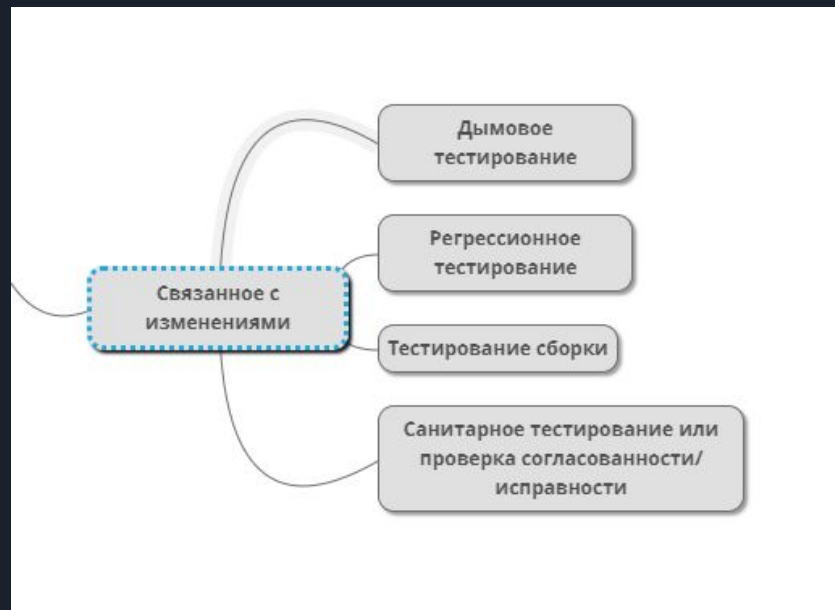 Дымовое
тестирование
Регрессионное
тестирование
Связанное с
изменениями
Тестирование сборки
Санитарное тестирование или
проверка согласованности/
исправности